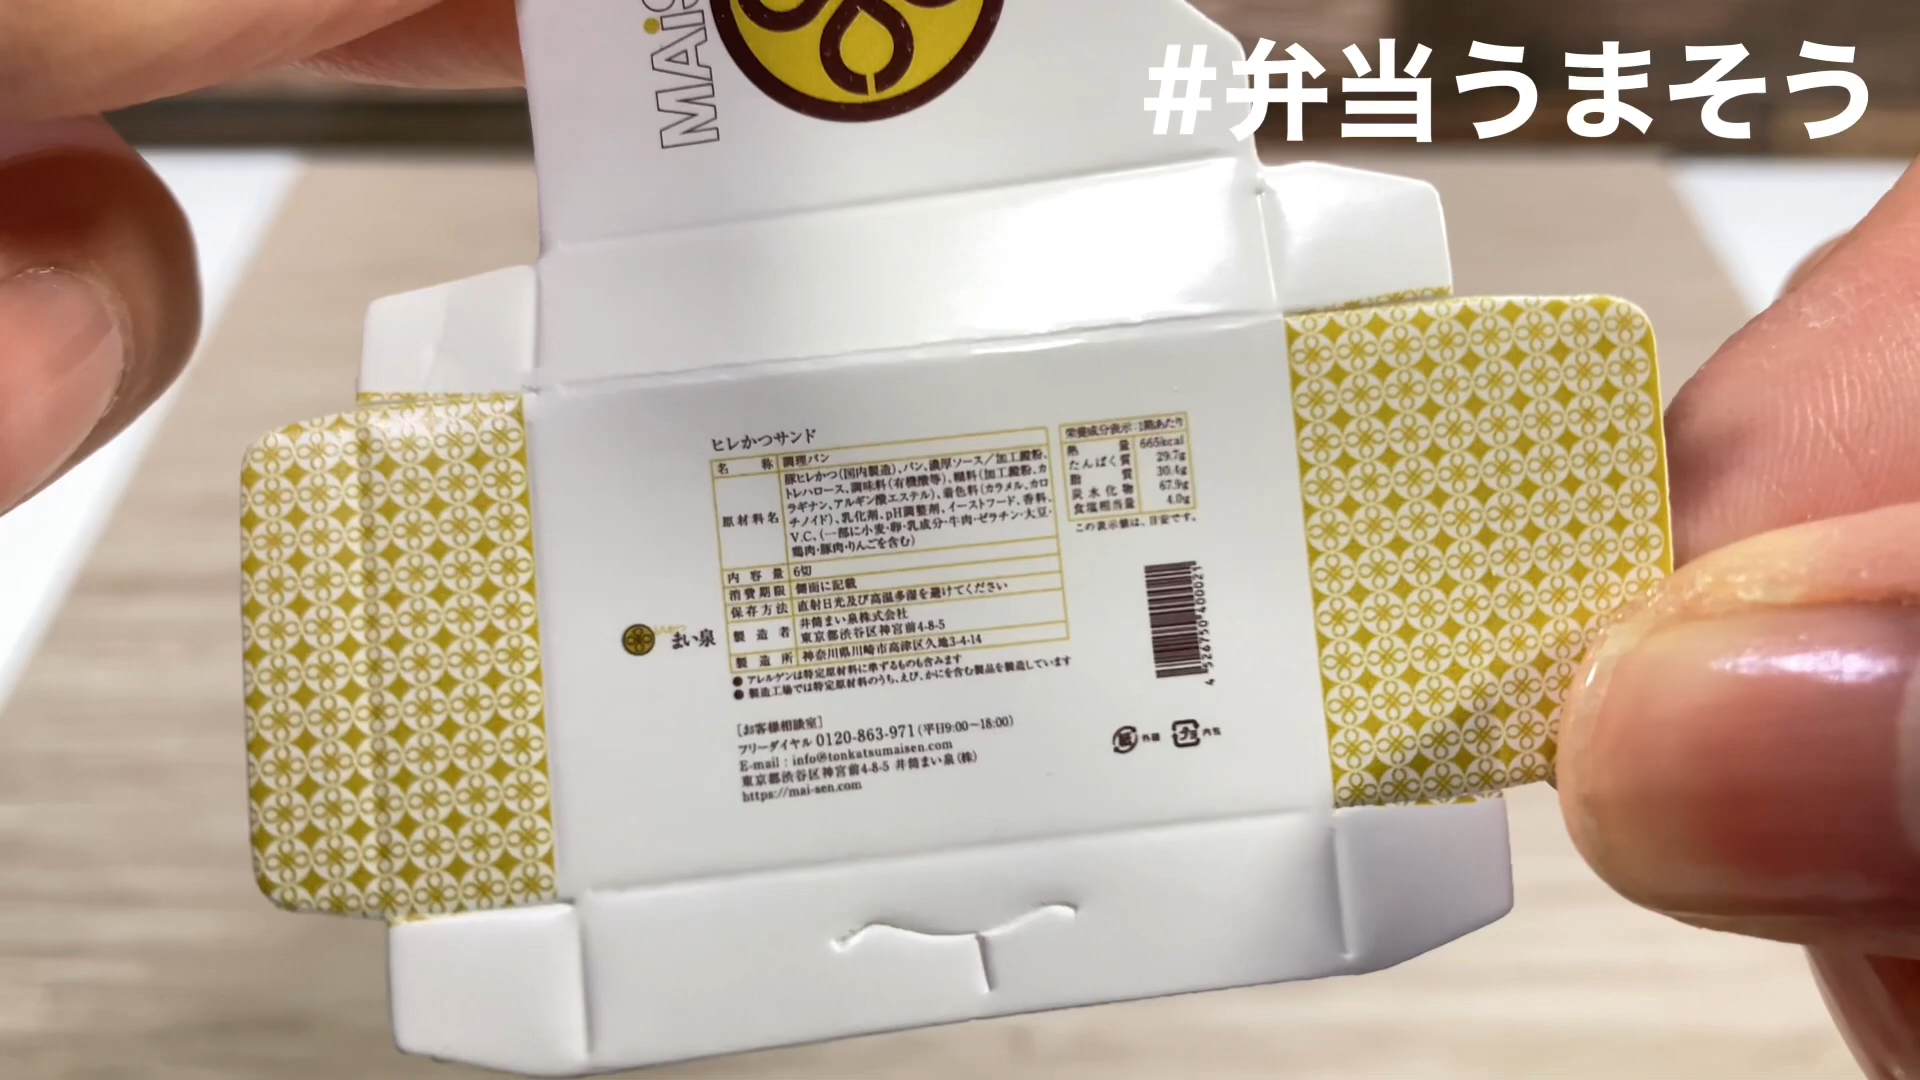 #弁当うまそう
MAiS
ヒレかつサンド
名称 調理パン
原材料名 豚ヒレかつ(国内製造)、パン、濃厚ソース／加工澱粉、
トレハロース、調味料(有機酸等)、糊料(加工澱粉、カ
ラギナン、アルギン酸エステル)、着色料(カラメル、カロ
チノイド)、乳化剤、pH調整剤、イーストフード、香料、
V.C、(一部に小麦・卵・乳成分・牛肉・ゼラチン・大豆・
鶏肉・豚肉・りんごを含む)
内容量 6切
消費期限 側面に記載
保存方法 直射日光及び高温多湿を避けてください
製造者 井筒まい泉株式会社
東京都渋谷区神宮前4-8-5
製造所 神奈川県川崎市高津区久地3-4-14
●アレルゲンは特定原材料に準ずるものも含みます
●製造工場では特定原材料のうち、えび、かにを含む製品を製造しています
まい泉
[お客様相談室]
フリーダイヤル 0120-863-971(平日9:00〜18:00)
E-mail : info@tonkatsumaisen.com
東京都渋谷区神宮前4-8-5 井筒まい泉(株)
https://mai-sen.com
栄養成分表示:1箱あたり
熱量 665kcal
たんぱく質 29.7g
脂質 30.4g
炭水化物 67.9g
食塩相当量 4.0g
この表示値は、目安です。
4 526750 400021
紙 外箱
プラ 内包